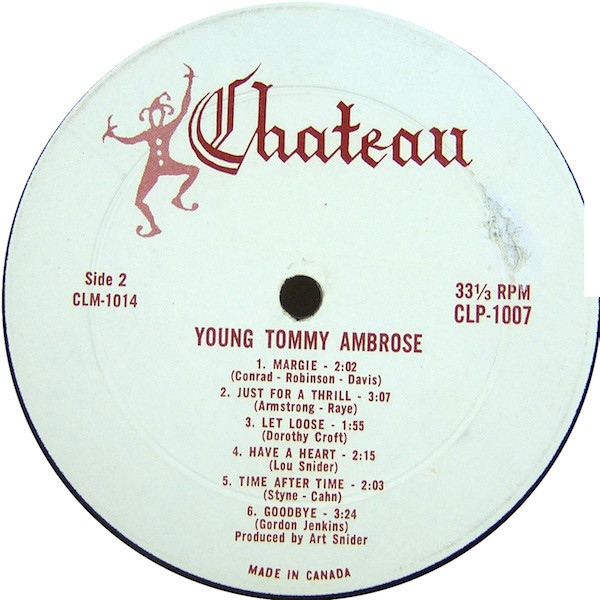 Chateau
Side 2
CLM-1014
33⅓ RPM
CLP-1007
YOUNG TOMMY AMBROSE
1. MARGIE - 2:02
(Conrad - Robinson - Davis)
2. JUST FOR A THRILL - 3:07
(Armstrong - Raye)
3. LET LOOSE - 1:55
(Dorothy Croft)
4. HAVE A HEART - 2:15
(Lou Snider)
5. TIME AFTER TIME - 2:03
(Styne - Cahn)
6. GOODBYE - 3:24
(Gordon Jenkins)
Produced by Art Snider
MADE IN CANADA